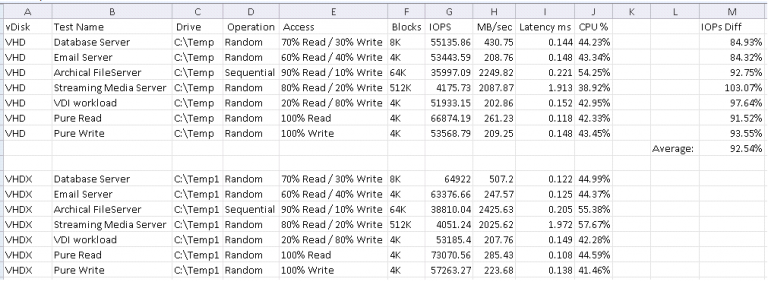 A B C D E F G H I J K L M
vDisk Test Name Drive Operation Access Blocks IOPS MB/sec Latency ms CPU % IOPs Diff
VHD Database Server C:\Temp Random 70% Read / 30% Write 8K 55135.86 430.75 0.144 44.23% 84.93%
VHD Email Server C:\Temp Random 60% Read / 40% Write 4K 53443.59 208.76 0.148 43.34% 84.32%
VHD Archical FileServer C:\Temp Sequential 90% Read / 10% Write 64K 35997.09 2249.82 0.221 54.25% 92.75%
VHD Streaming Media Server C:\Temp Random 80% Read / 20% Write 512K 4175.73 2087.87 1.913 38.92% 103.07%
VHD VDI workload C:\Temp Random 20% Read / 80% Write 4K 51933.15 202.86 0.152 42.95% 97.64%
VHD Pure Read C:\Temp Random 100% Read 4K 66874.19 261.23 0.118 42.33% 91.52%
VHD Pure Write C:\Temp Random 100% Write 4K 53568.79 209.25 0.148 43.45% 93.55%
Average: 92.54%
VHDX Database Server C:\Temp1 Random 70% Read / 30% Write 8K 64922 507.2 0.122 44.99%
VHDX Email Server C:\Temp1 Random 60% Read / 40% Write 4K 63376.66 247.57 0.125 44.37%
VHDX Archical FileServer C:\Temp1 Sequential 90% Read / 10% Write 64K 38810.04 2425.63 0.205 55.38%
VHDX Streaming Media Server C:\Temp1 Random 80% Read / 20% Write 512K 4051.24 2025.62 1.972 57.67%
VHDX VDI workload C:\Temp1 Random 20% Read / 80% Write 4K 53185.4 207.76 0.149 42.28%
VHDX Pure Read C:\Temp1 Random 100% Read 4K 73070.56 285.43 0.108 44.59%
VHDX Pure Write C:\Temp1 Random 100% Write 4K 57263.27 223.68 0.138 41.46%